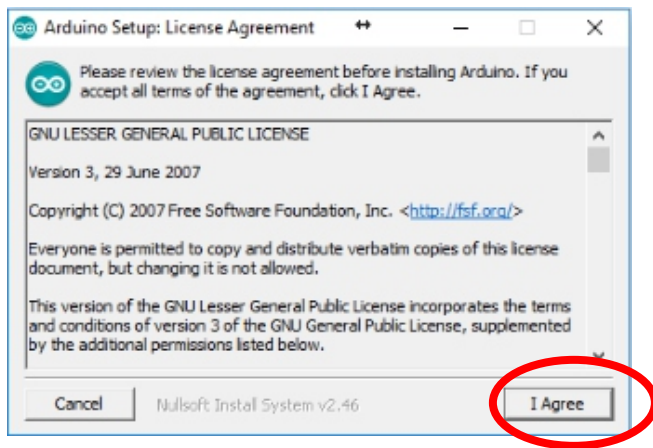 Arduino Setup: License Agreement
Please review the license agreement before installing Arduino. If you
accept all terms of the agreement, click I Agree.
GNU LESSER GENERAL PUBLIC LICENSE
Version 3, 29 June 2007
Copyright (C) 2007 Free Software Foundation, Inc. <http://fsf.org/>
Everyone is permitted to copy and distribute verbatim copies of this license
document, but changing it is not allowed.
This version of the GNU Lesser General Public License incorporates the terms
and conditions of version 3 of the GNU General Public License, supplemented
by the additional permissions listed below.
Cancel
Nullsoft Install System v2.46
I Agree